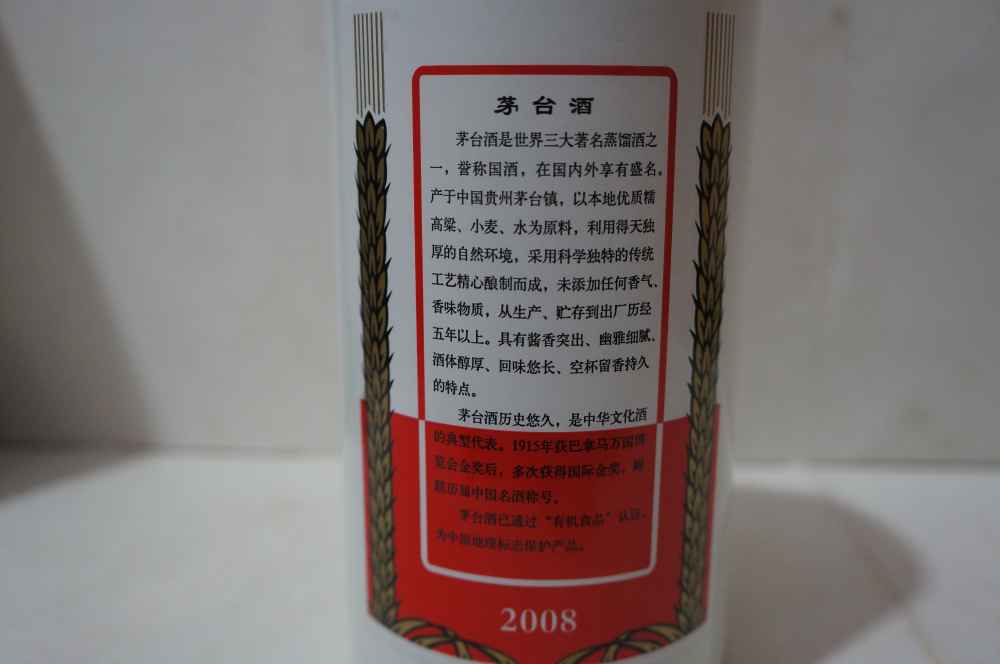 茅台酒
茅台酒是世界三大著名蒸馏酒之
一，誉称国酒，在国内外享有盛名。
产于中国贵州茅台镇，以本地优质糯
高粱、小麦、水为原料，利用得天独
厚的自然环境，采用科学独特的传统
工艺精心酿制而成，未添加任何香气、
香味物质，从生产、贮存到出厂历经
五年以上。具有酱香突出、幽雅细腻、
酒体醇厚、回味悠长、空杯留香持久
的特点。
茅台酒历史悠久，是中华文化酒
的典型代表。1915年获巴拿马万国博
览会金奖后，多次获得国际金奖，蝉
联历届中国名酒称号。
茅台酒已通过“有机食品”认证，
为中国地理标志保护产品。
2008